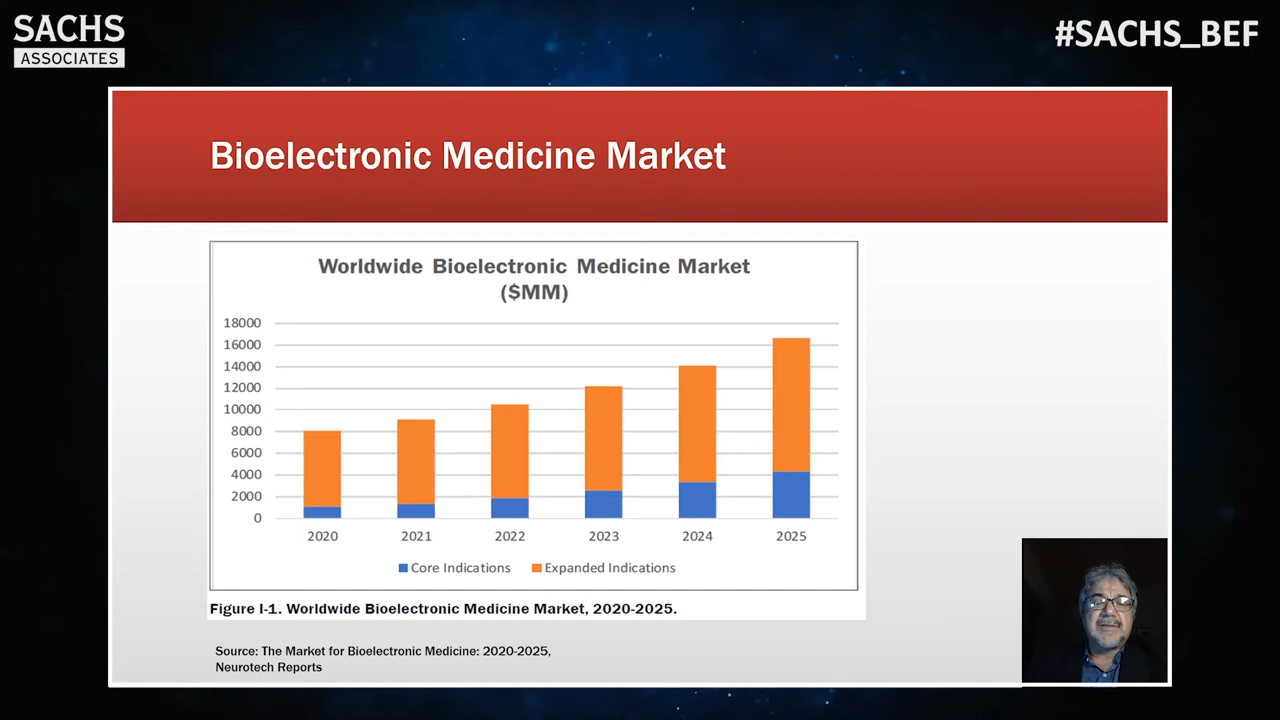 SACHS
ASSOCIATES
#SACHS_BEF
Bioelectronic Medicine Market
Worldwide Bioelectronic Medicine Market
($MM)
18000
16000
14000
12000
10000
8000
6000
4000
2000
0
2020 2021 2022 2023 2024 2025
Core Indications Expanded Indications
Figure I-1. Worldwide Bioelectronic Medicine Market, 2020-2025.
Source: The Market for Bioelectronic Medicine: 2020-2025,
Neurotech Reports